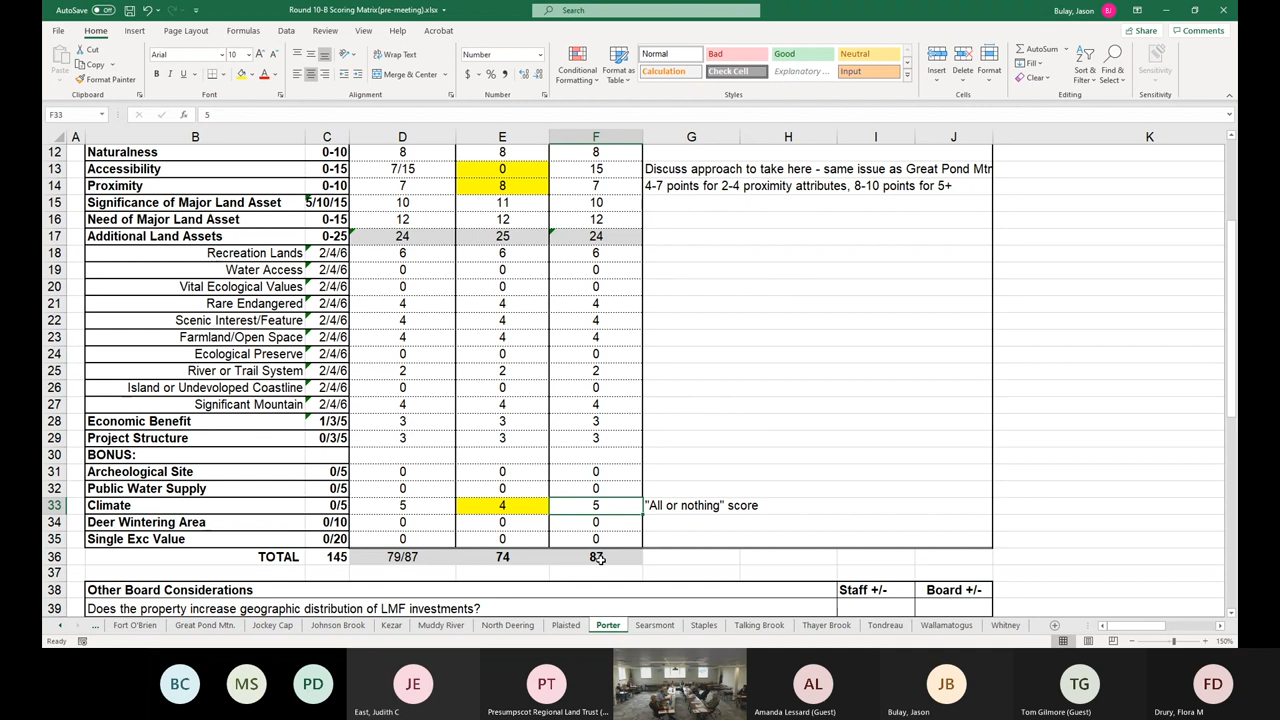 AutoSave Off Round 10-B Scoring Matrix(pre-meeting).xlsx Search Bulay, Jason BJ
File Home Insert Draw Page Layout Formulas Data Review View Help Acrobat Share Comments
Cut Copy Format Painter Paste Clipboard
Arial 10 Font
Wrap Text Merge & Center Alignment
Number Number
Conditional Formatting Format as Table
Normal Bad Good Neutral
Calculation Check Cell Explanatory ... Input
Styles
Insert Delete Format Cells
AutoSum Fill Clear Sort & Filter Find & Select Editing
Sensitivity Sensitivity
F33 5
A B C D E F G H I J K
12 Naturalness 0-10 8 8 8
13 Accessibility 0-15 7/15 0 15 Discuss approach to take here - same issue as Great Pond Mtn
14 Proximity 0-10 7 8 7 4-7 points for 2-4 proximity attributes, 8-10 points for 5+
15 Significance of Major Land Asset 5/10/15 10 11 10
16 Need of Major Land Asset 0-15 12 12 12
17 Additional Land Assets 0-25 24 25 24
18 Recreation Lands 2/4/6 6 6 6
19 Water Access 2/4/6 0 0 0
20 Vital Ecological Values 2/4/6 0 0 0
21 Rare Endangered 2/4/6 4 4 4
22 Scenic Interest/Feature 2/4/6 4 4 4
23 Farmland/Open Space 2/4/6 4 4 4
24 Ecological Preserve 2/4/6 0 0 0
25 River or Trail System 2/4/6 2 2 2
26 Island or Undevoloped Coastline 2/4/6 0 0 0
27 Significant Mountain 2/4/6 4 4 4
28 Economic Benefit 1/3/5 3 3 3
29 Project Structure 0/3/5 3 3 3
30 BONUS:
31 Archeological Site 0/5 0 0 0
32 Public Water Supply 0/5 0 0 0
33 Climate 0/5 5 4 5 "All or nothing" score
34 Deer Wintering Area 0/10 0 0 0
35 Single Exc Value 0/20 0 0 0
36 TOTAL 145 79/87 74 87
37
38 Other Board Considerations Staff +/- Board +/-
39 Does the property increase geographic distribution of LMF investments?
... Fort O'Brien Great Pond Mtn. Jockey Cap Johnson Brook Kezar Muddy River North Deering Plaisted Porter Searsmont Staples Talking Brook Thayer Brook Tondreau Wallamatogus Whitney
Ready 150%
BC MS PD JE PT AL JB TG FD
East, Judith C Presumpscot Regional Land Trust (... Amanda Lessard (Guest) Bulay, Jason Tom Gilmore (Guest) Drury, Flora M